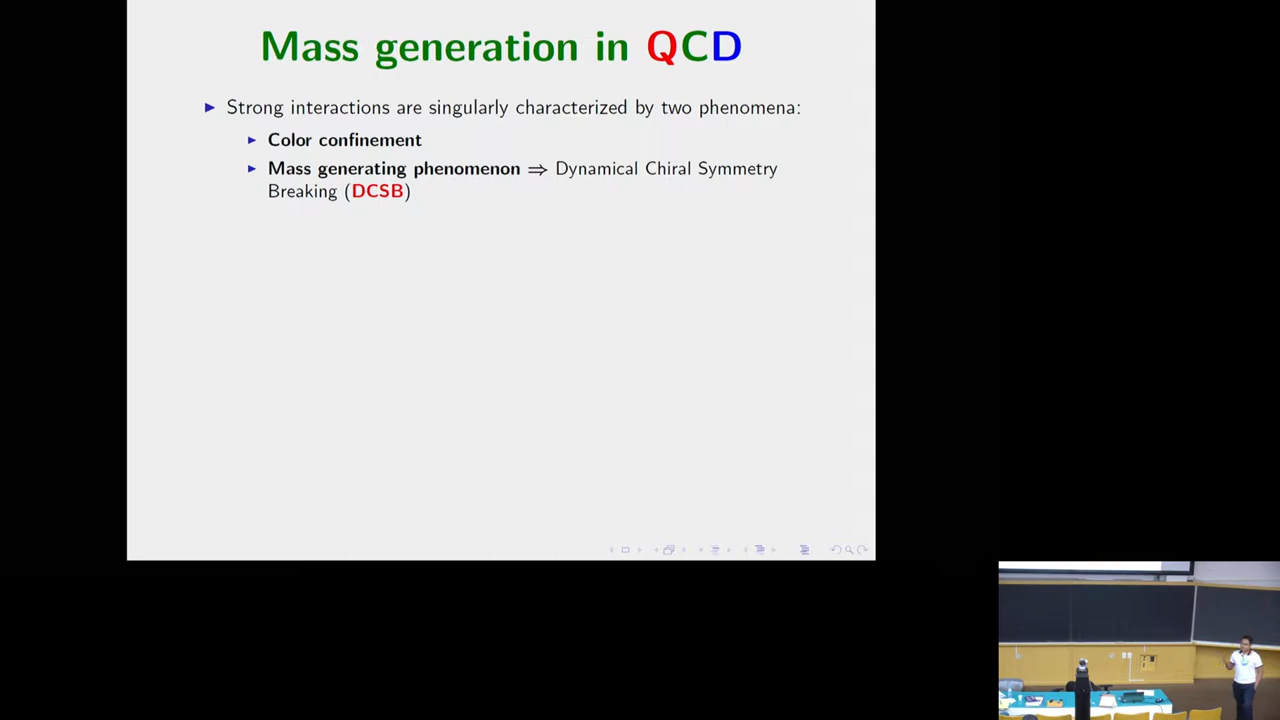 Mass generation in QCD
▶ Strong interactions are singularly characterized by two phenomena:
▶ Color confinement
▶ Mass generating phenomenon ⇒ Dynamical Chiral Symmetry
Breaking (DCSB)